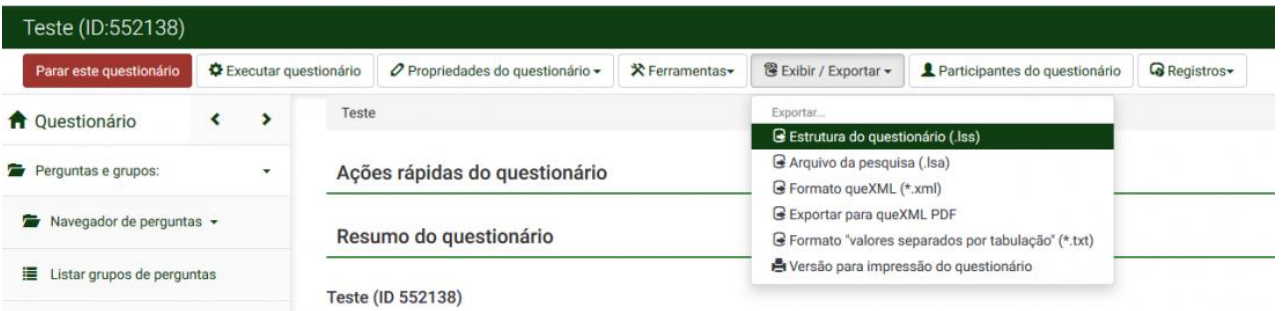 Teste (ID:552138)
Parar este questionário Executar questionário Propriedades do questionário Ferramentas Exibir / Exportar Participantes do questionário Registros
Questionário
Teste
Exportar...
Estrutura do questionário (.lss)
Perguntas e grupos:
Ações rápidas do questionário
Arquivo da pesquisa (.lsa)
Formato queXML (*.xml)
Exportar para queXML PDF
Navegador de perguntas
Resumo do questionário
Formato "valores separados por tabulação" (*.txt)
Versão para impressão do questionário
Listar grupos de perguntas
Teste (ID 552138)